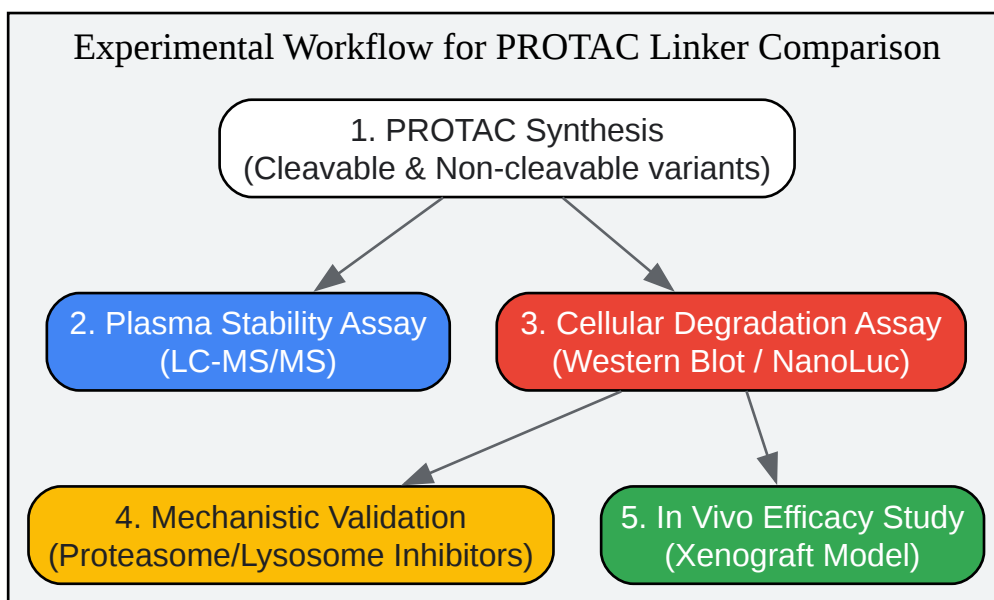 Experimental Workflow for PROTAC Linker Comparison
1. PROTAC Synthesis
(Cleavable & Non-cleavable variants)
2. Plasma Stability Assay
(LC-MS/MS)
3. Cellular Degradation Assay
(Western Blot / NanoLuc)
4. Mechanistic Validation
(Proteasome/Lysosome Inhibitors)
5. In Vivo Efficacy Study
(Xenograft Model)